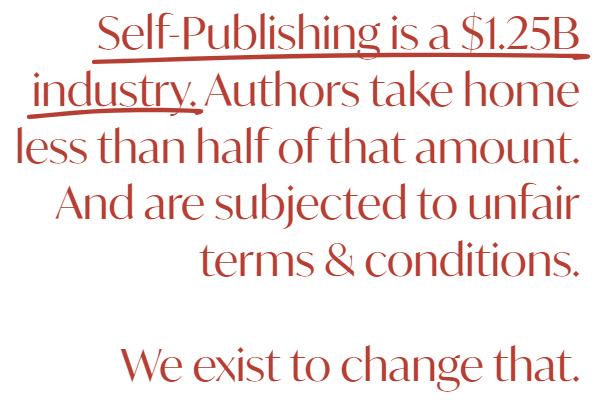 Self-Publishing is a $1.25B
industry. Authors take home
less than half of that amount.
And are subjected to unfair
terms & conditions.
We exist to change that.